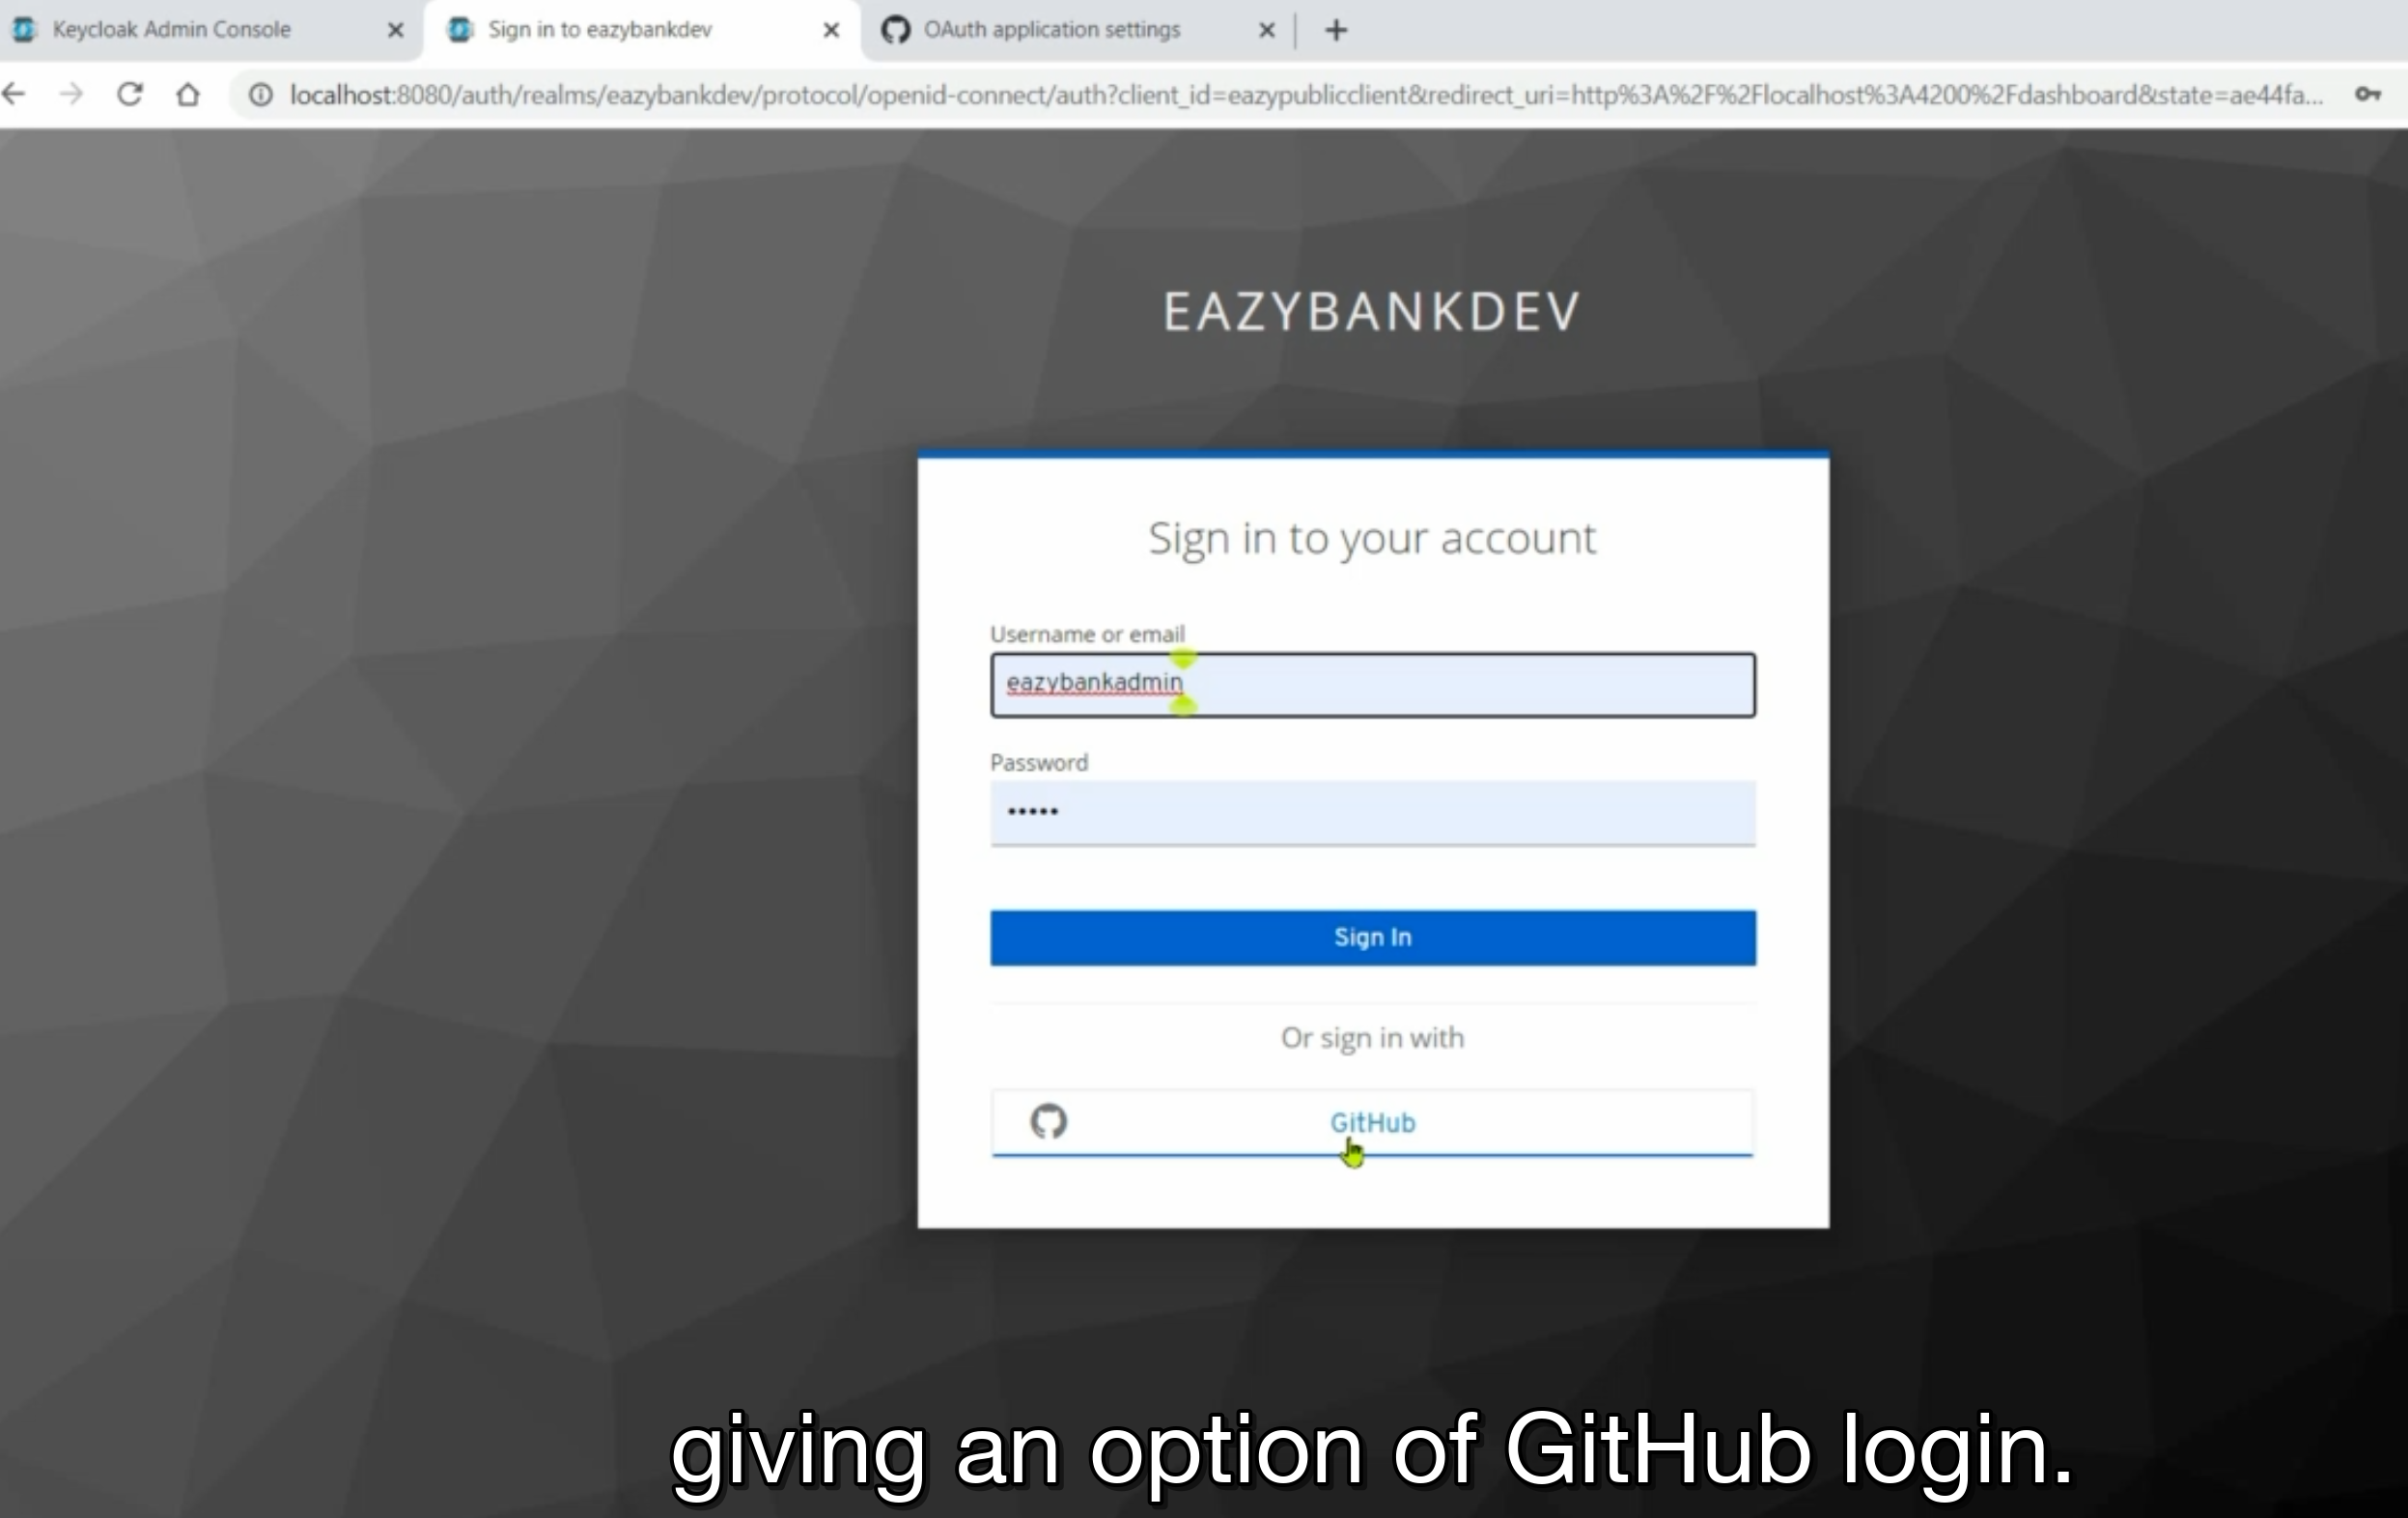 Keycloak Admin Console
Sign in to eazybankdev
OAuth application settings
localhost:8080/auth/realms/eazybankdev/protocol/openid-connect/auth?client_id=eazypublicclient&redirect_uri=http%3A%2F%2Flocalhost%3A4200%2Fdashboard&state=ae44fa...
EAZYBANKDEV
Sign in to your account
Username or email
eazybankadmin
Password
•••••
Sign In
Or sign in with
GitHub
giving an option of GitHub login.